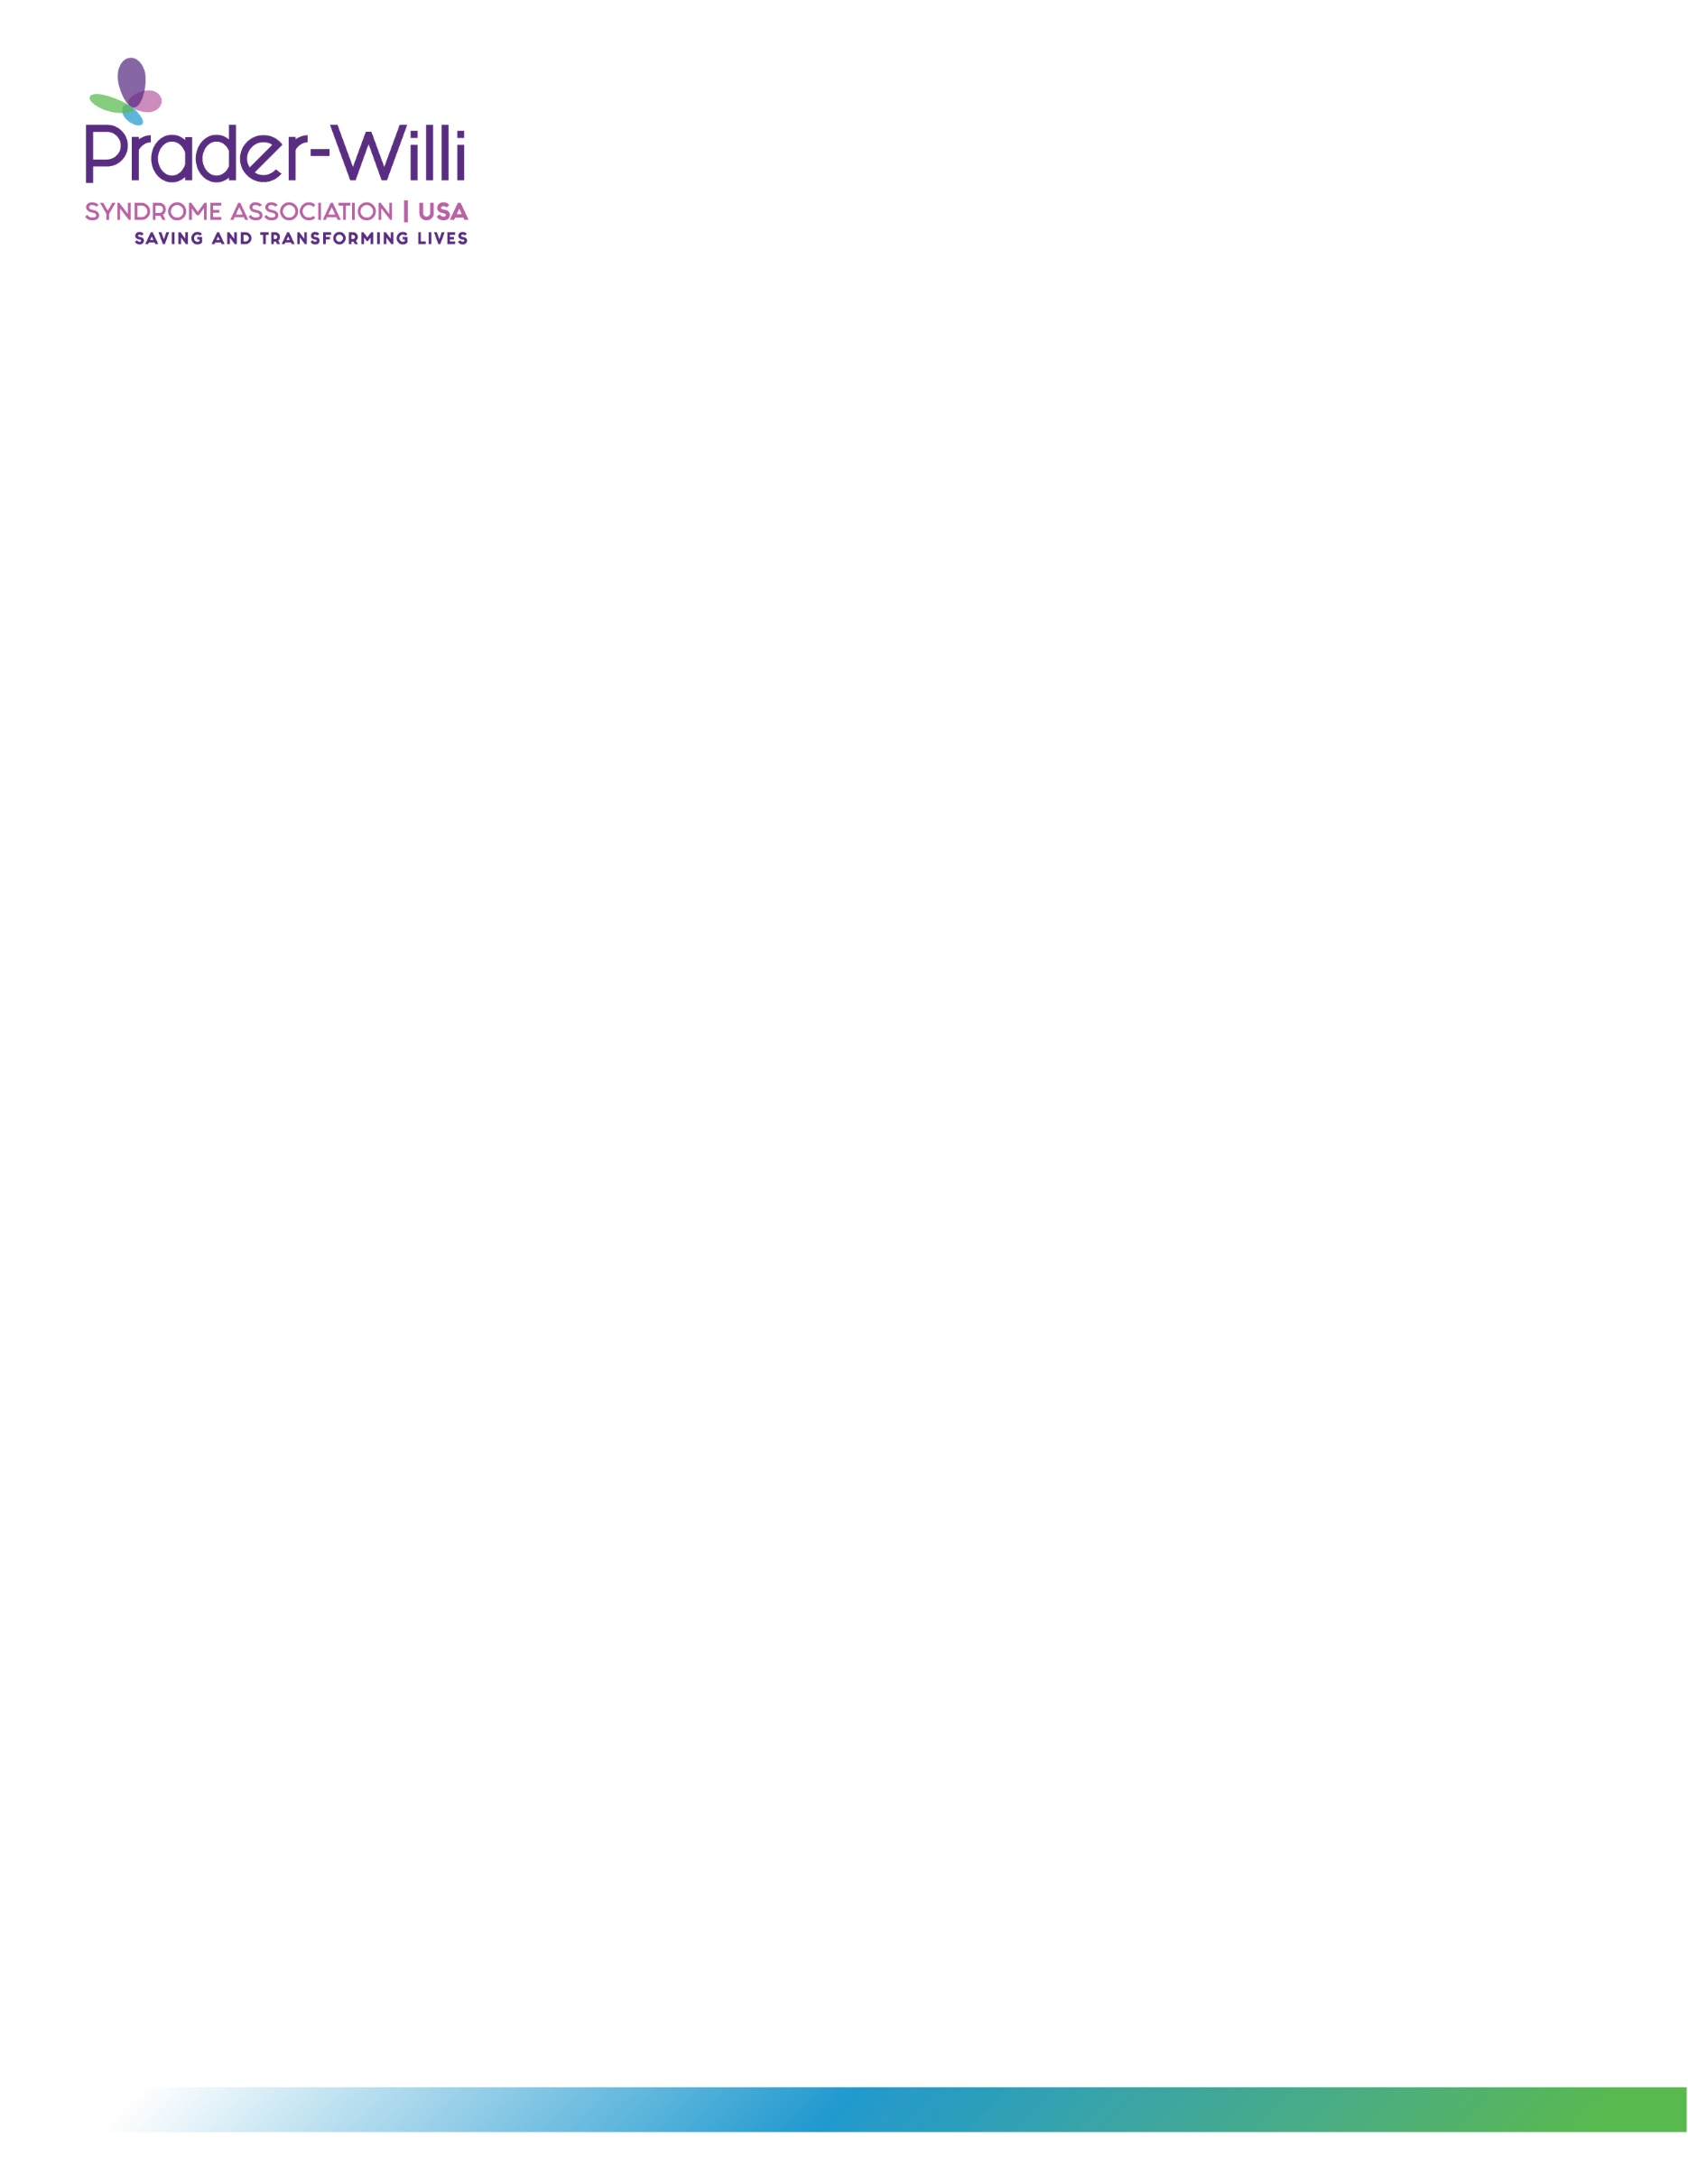 Prader-Willi
SYNDROME ASSOCIATION | USA
SAVING AND TRANSFORMING LIVES